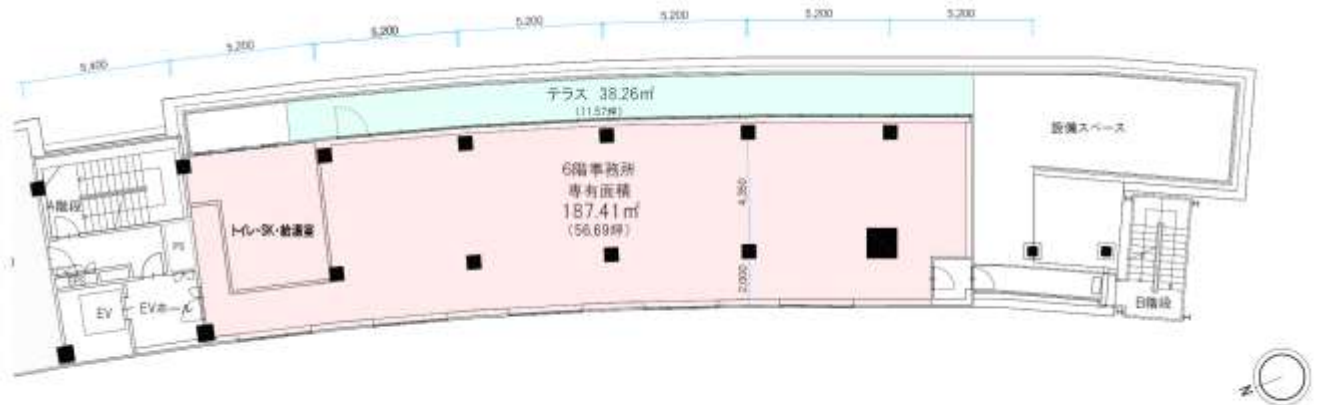 5,400
5,200
5,200
5,200
5,200
5,200
5,200
テラス 38.26㎡
(11.57坪)
設備スペース
6階事務所
専有面積
187.41㎡
(56.69坪)
4,350
2,000
A階段
トイレ・SK・給湯室
PS
EV
EVホール
B階段
N